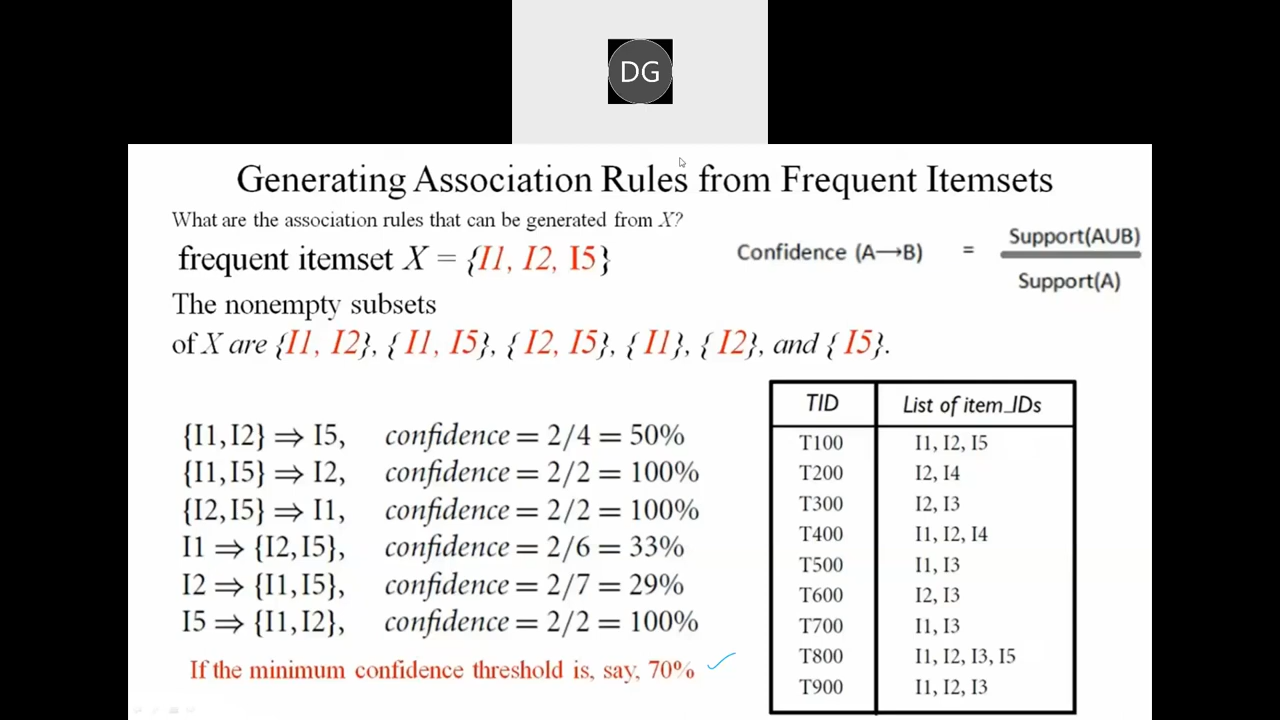 DG
Generating Association Rules from Frequent Itemsets
What are the association rules that can be generated from X?
frequent itemset X = {I1, I2, I5}
Confidence (A→B) = Support(AUB)
Support(A)
The nonempty subsets
of X are {I1, I2}, { I1, I5}, { I2, I5}, { I1}, { I2}, and { I5}.
{I1,I2} ⇒ I5, confidence = 2/4 = 50%
{I1,I5} ⇒ I2, confidence = 2/2 = 100%
{I2,I5} ⇒ I1, confidence = 2/2 = 100%
I1 ⇒ {I2,I5}, confidence = 2/6 = 33%
I2 ⇒ {I1,I5}, confidence = 2/7 = 29%
I5 ⇒ {I1,I2}, confidence = 2/2 = 100%
If the minimum confidence threshold is, say, 70%
TID List of item_IDs
T100 I1, I2, I5
T200 I2, I4
T300 I2, I3
T400 I1, I2, I4
T500 I1, I3
T600 I2, I3
T700 I1, I3
T800 I1, I2, I3, I5
T900 I1, I2, I3